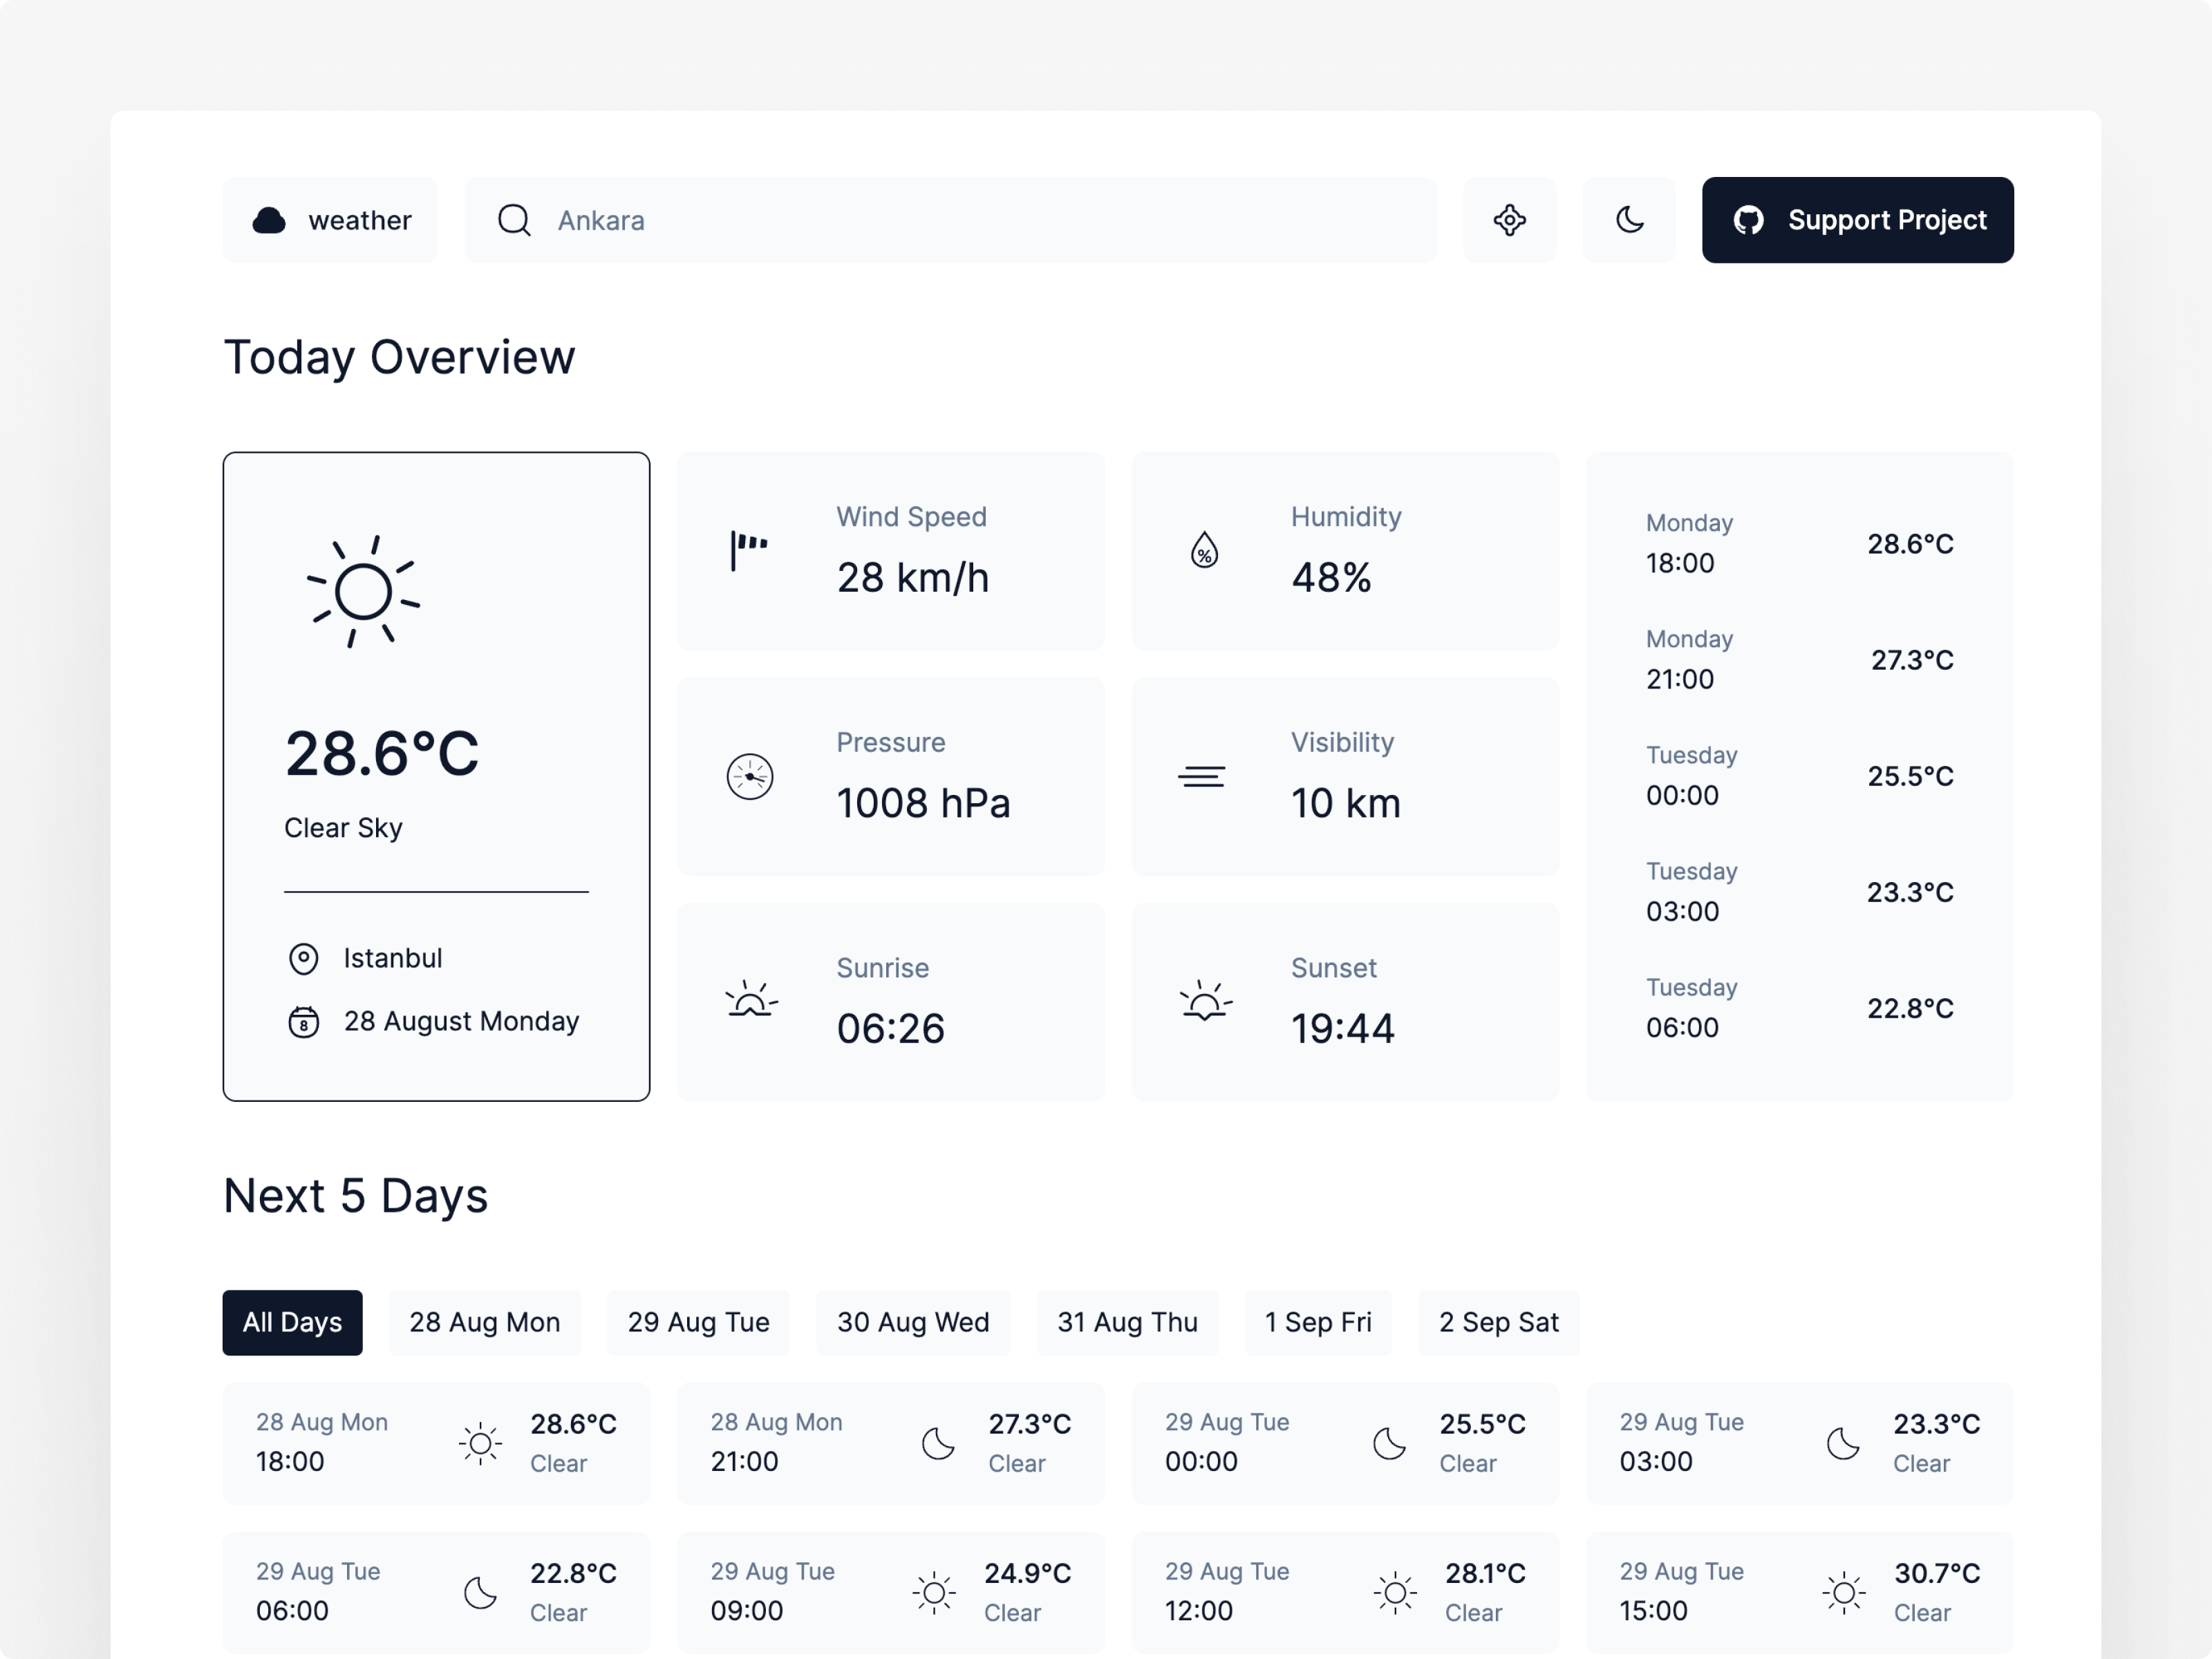 weather
Ankara
Support Project
Today Overview
28.6°C
Clear Sky
Istanbul
8
28 August Monday
Wind Speed
28 km/h
%
Humidity
48%
Pressure
1008 hPa
Visibility
10 km
Sunrise
06:26
Sunset
19:44
Monday
18:00
28.6°C
Monday
21:00
27.3°C
Tuesday
00:00
25.5°C
Tuesday
03:00
23.3°C
Tuesday
06:00
22.8°C
Next 5 Days
All Days
28 Aug Mon
29 Aug Tue
30 Aug Wed
31 Aug Thu
1 Sep Fri
2 Sep Sat
28 Aug Mon
18:00
28.6°C
Clear
28 Aug Mon
21:00
27.3°C
Clear
29 Aug Tue
00:00
25.5°C
Clear
29 Aug Tue
03:00
23.3°C
Clear
29 Aug Tue
06:00
22.8°C
Clear
29 Aug Tue
09:00
24.9°C
Clear
29 Aug Tue
12:00
28.1°C
Clear
29 Aug Tue
15:00
30.7°C
Clear